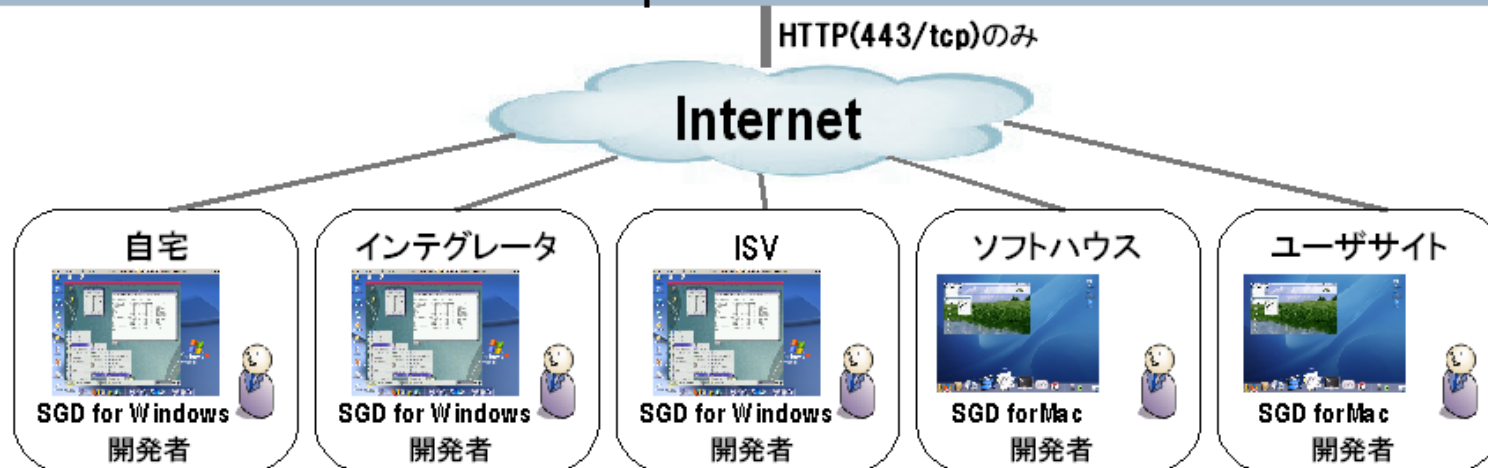 HTTP(443/tcp)のみ
Internet
自宅
インテグレータ
ISV
ソフトハウス
ユーザサイト
SGD for Windows
SGD for Windows
SGD for Windows
SGD forMac
SGD forMac
開発者
開発者
開発者
開発者
開発者